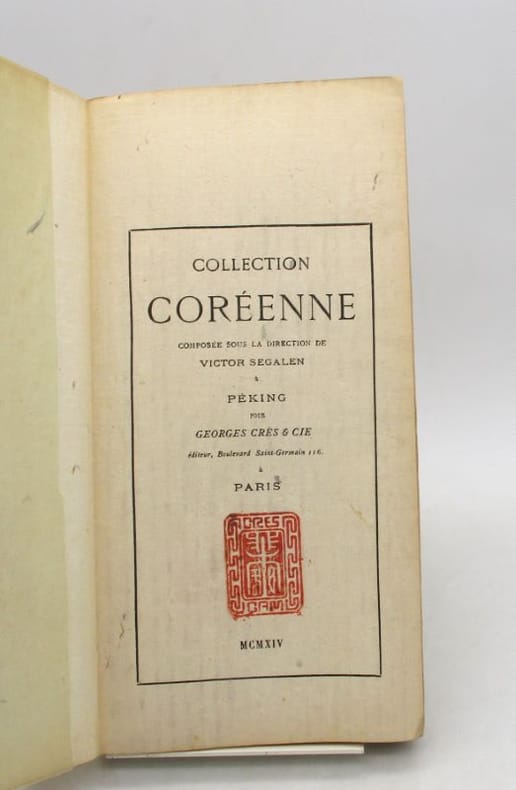 COLLECTION
CORÉENNE
COMPOSÉE SOUS LA DIRECTION DE
VICTOR SEGALEN
à
PÉKING
POUR
GEORGES CRÈS & CIE
éditeur, Boulevard Saint-Germain 116.
à
PARIS
CRES
MCMXIV